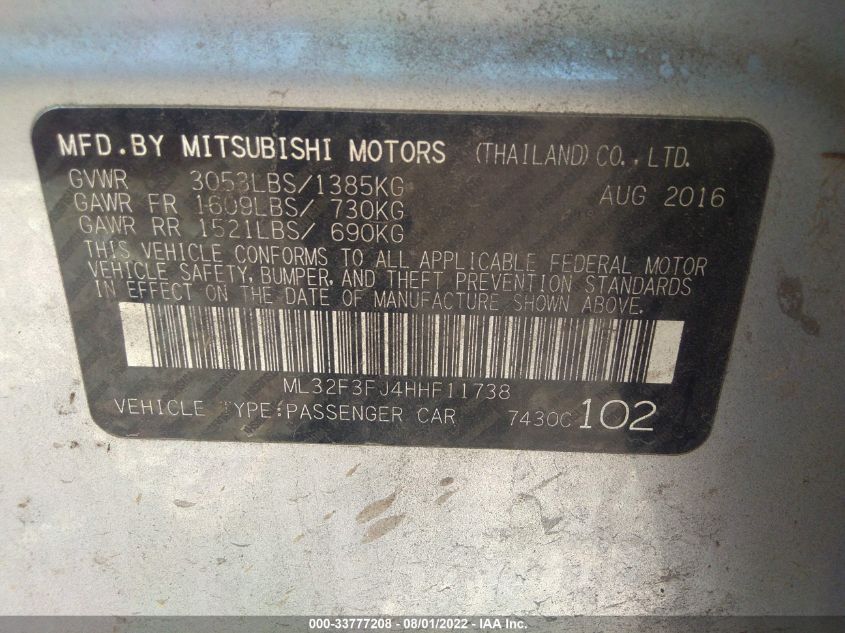 MFD.BY MITSUBISHI MOTORS (THAILAND) CO., LTD.
GVWR 3053LBS/1385KG AUG 2016
GAWR FR 1609LBS/ 730KG
GAWR RR 1521LBS/ 690KG
THIS VEHICLE CONFORMS TO ALL APPLICABLE FEDERAL MOTOR
VEHICLE SAFETY, BUMPER, AND THEFT PREVENTION STANDARDS
IN EFFECT ON THE DATE OF MANUFACTURE SHOWN ABOVE.
ML32F3FJ4HHF11738
VEHICLE TYPE:PASSENGER CAR 7430C 102
000-33777208 - 08/01/2022 - IAA Inc.